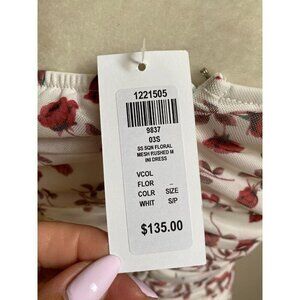 1221505
9837
03S
SS SQN FLORAL
MESH RUSHED M
INI DRESS
VCOL
FLOR -
COLR SIZE
WHIT S/P
$135.00